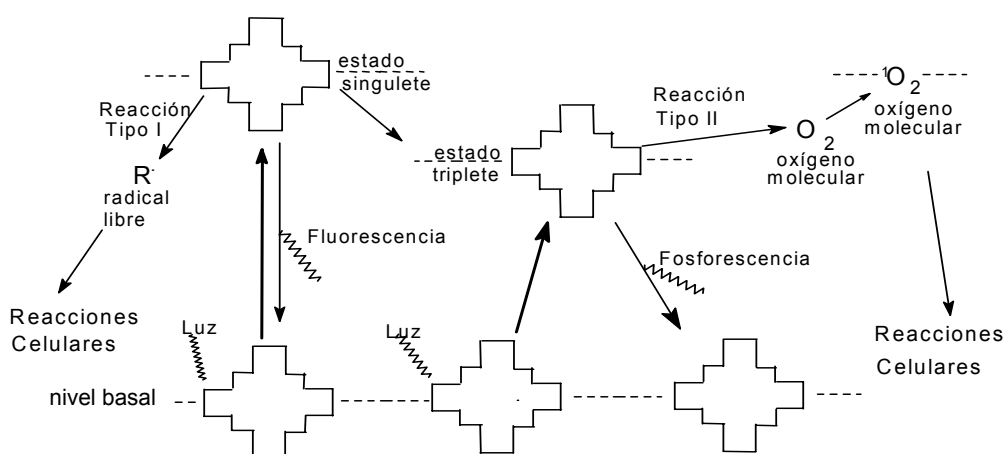 estado
singulete
Reacción
Tipo I
R·
radical
libre
Reacciones
Celulares
Fluorescencia
Luz
nivel basal
estado
triplete
Luz
Fosforescencia
Reacción
Tipo II
O2
oxígeno
molecular
¹O2
oxígeno
molecular
Reacciones
Celulares